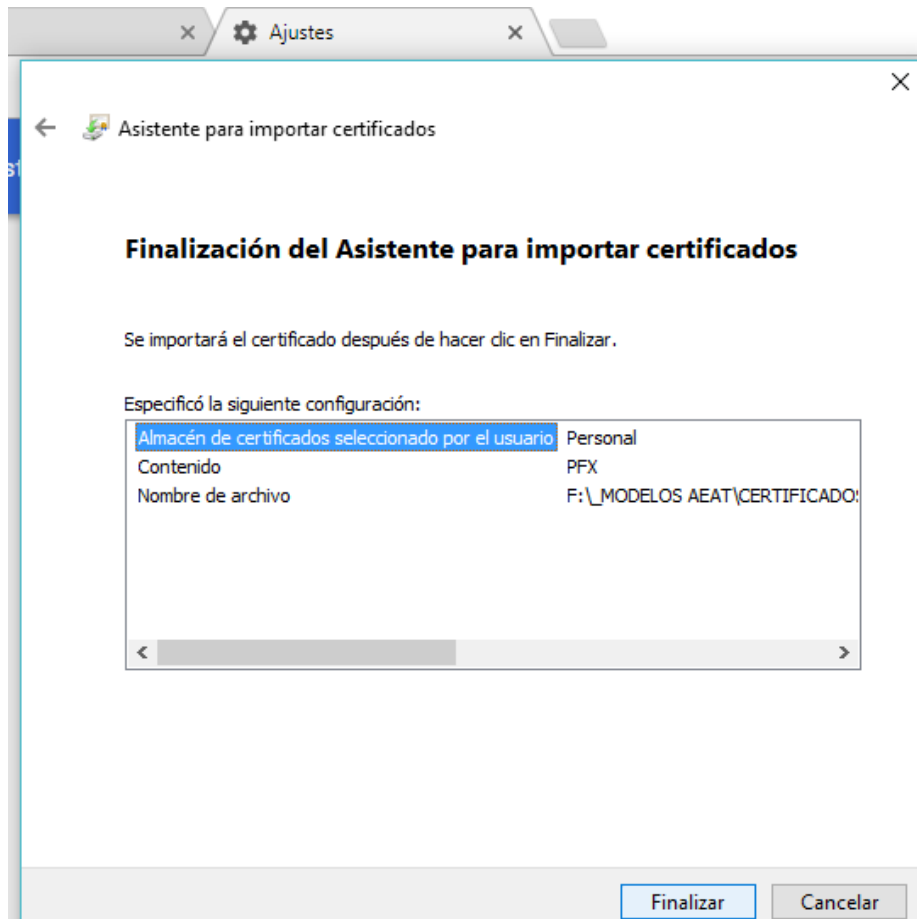 Ajustes
Asistente para importar certificados
Finalización del Asistente para importar certificados
Se importará el certificado después de hacer clic en Finalizar.
Especificó la siguiente configuración:
Almacén de certificados seleccionado por el usuario Personal
Contenido PFX
Nombre de archivo F:\_MODELOS AEAT\CERTIFICADOS
Finalizar Cancelar